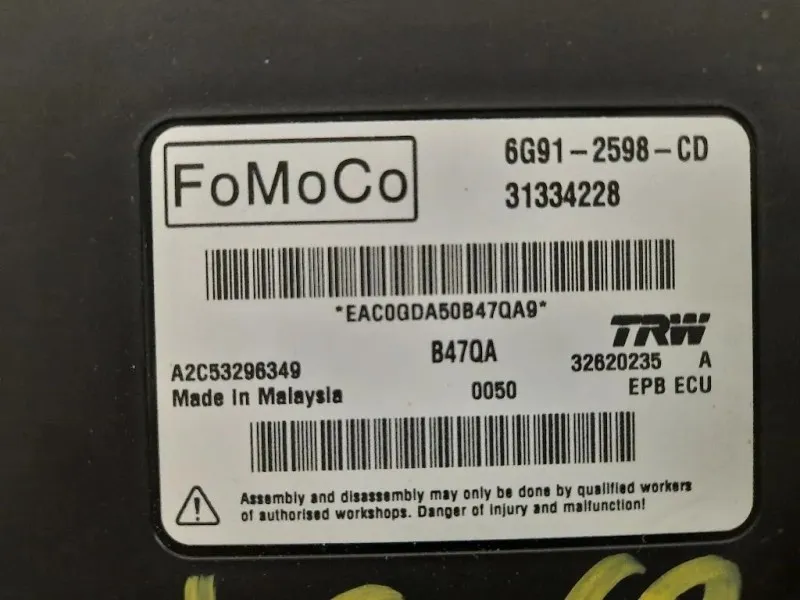 FoMoCo
6G91-2598-CD
31334228
*EAC0GDA50B47QA9*
TRW
B47QA
32620235 A
A2C53296349
EPB ECU
Made in Malaysia
0050
Assembly and disassembly may only be done by qualified workers
of authorised workshops. Danger of injury and malfunction!